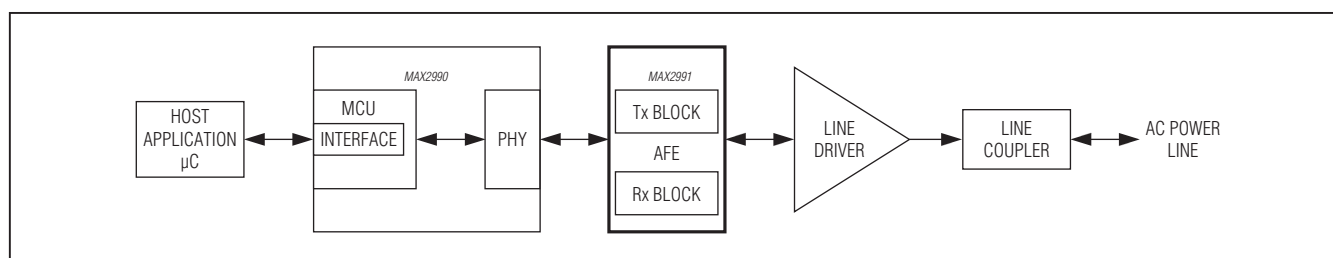 HOST
APPLICATION
µC
MAX2990
MCU
INTERFACE
PHY
MAX2991
Tx BLOCK
AFE
Rx BLOCK
LINE
DRIVER
LINE
COUPLER
AC POWER
LINE